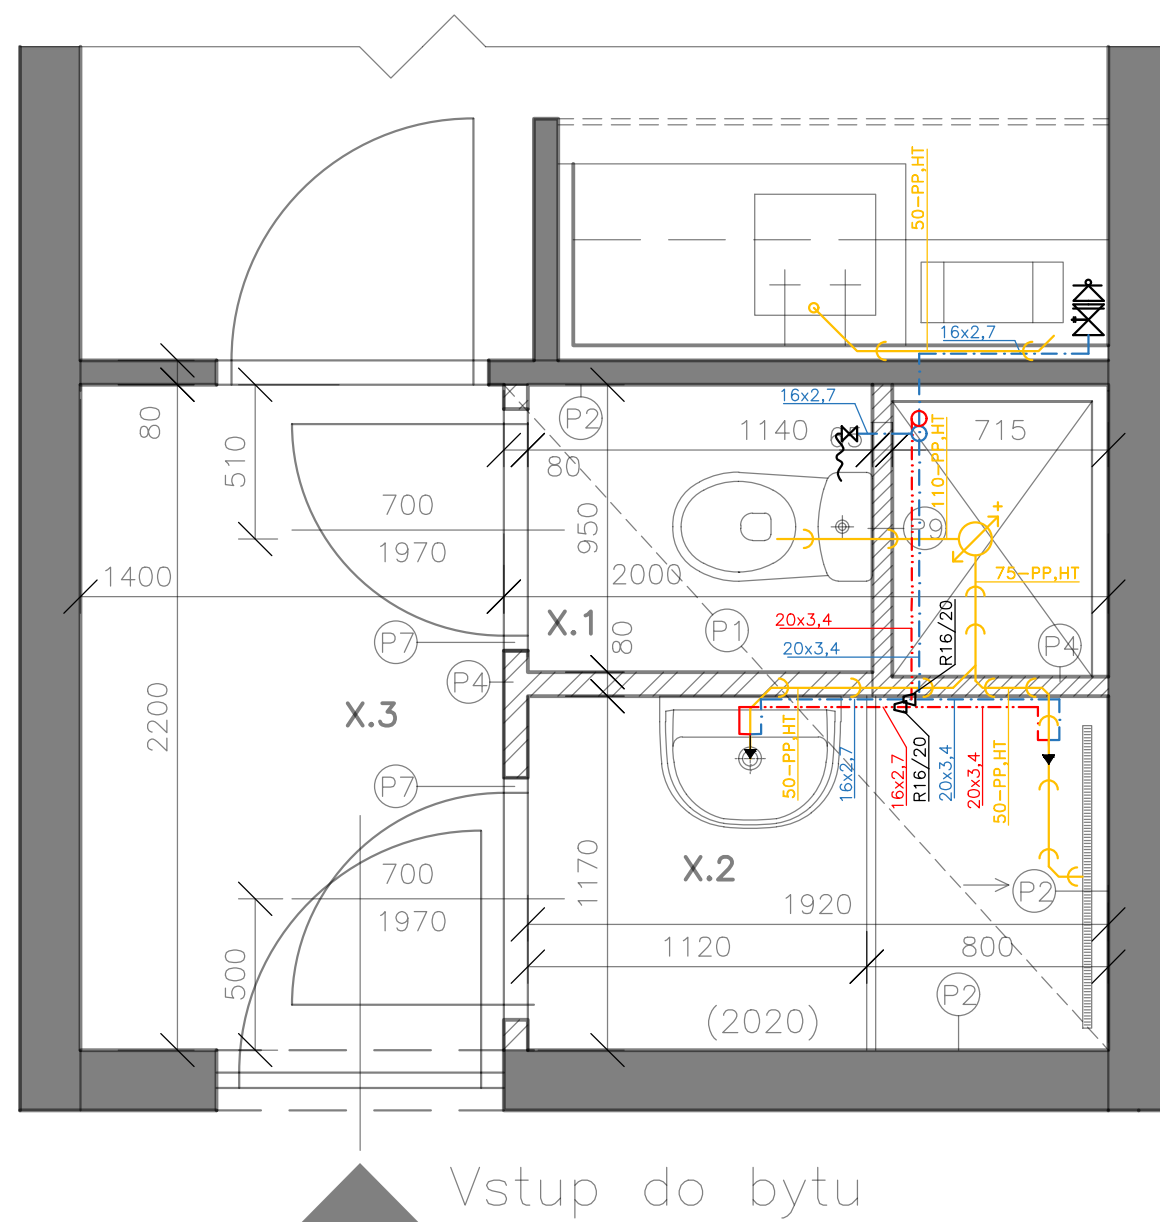 50-PP,HT
16x2,7
16x2,7
P2
1140
715
80
80
510
110-PP,HT
700
1970
950
P9
1400
2000
75-PP,HT
X.1
80
P1
20x3,4
20x3,4
R16/20
P7
P4
P4
2200
X.3
50-PP,HT
16x2,7
16x2,7
R16/20
20x3,4
20x3,4
50-PP,HT
P7
700
1970
1170
X.2
P2
1920
1120
800
500
P2
(2020)
Vstup do bytu